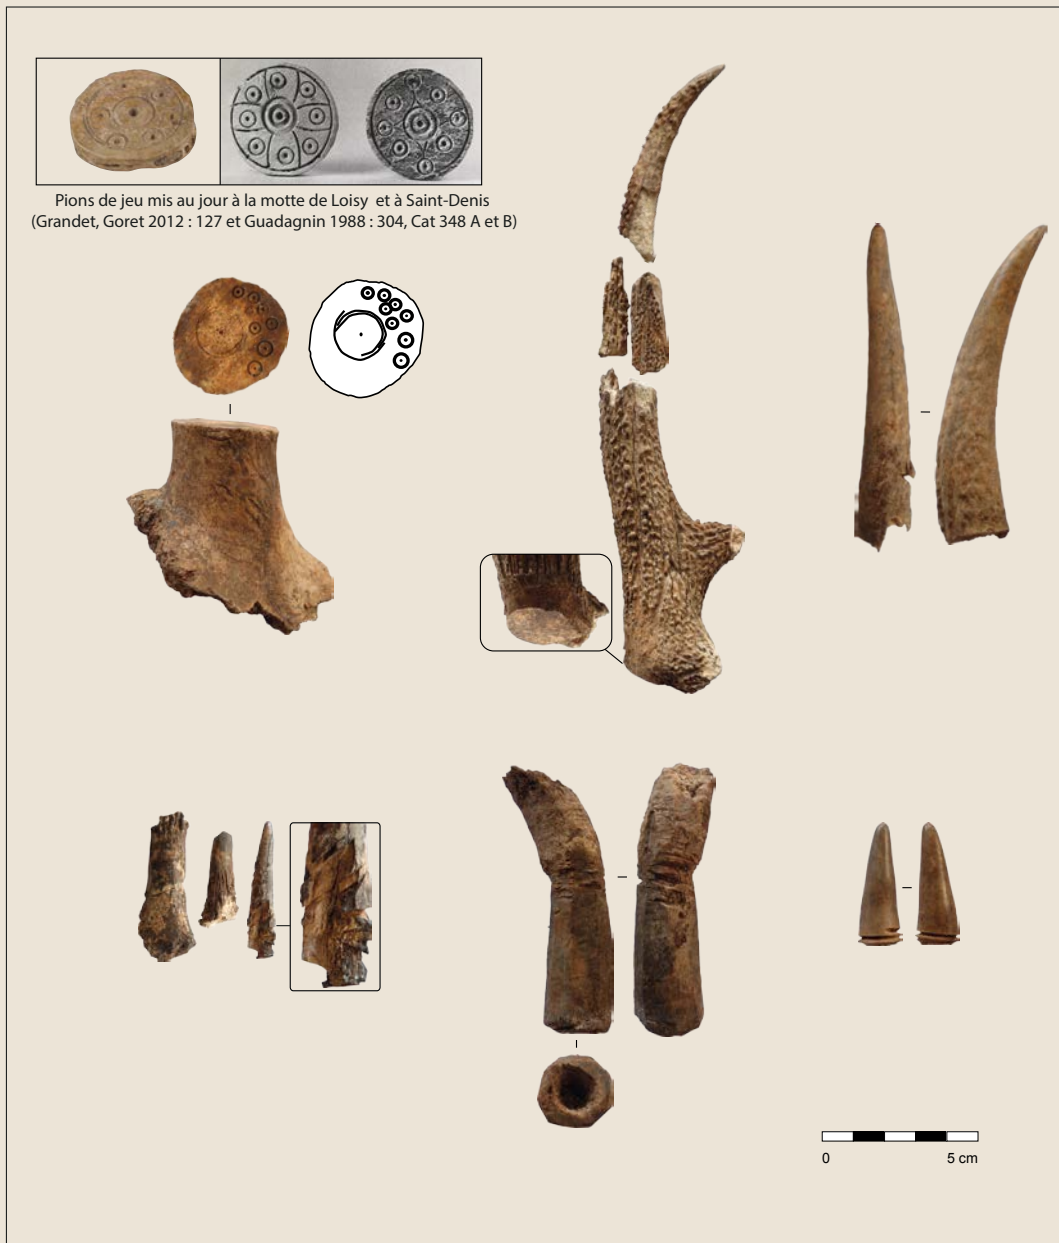 Pions de jeu mis au jour à la motte de Loisy et à Saint-Denis
(Grandet, Goret 2012 : 127 et Guadagnin 1988 : 304, Cat 348 A et B)
0 5 cm